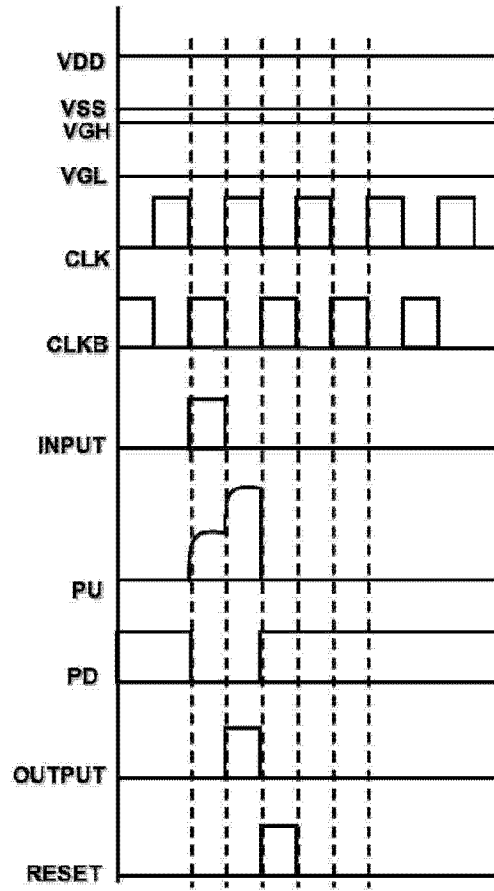 VDD
VSS
VGH
VGL
CLK
CLKB
INPUT
PU
PD
OUTPUT
RESET